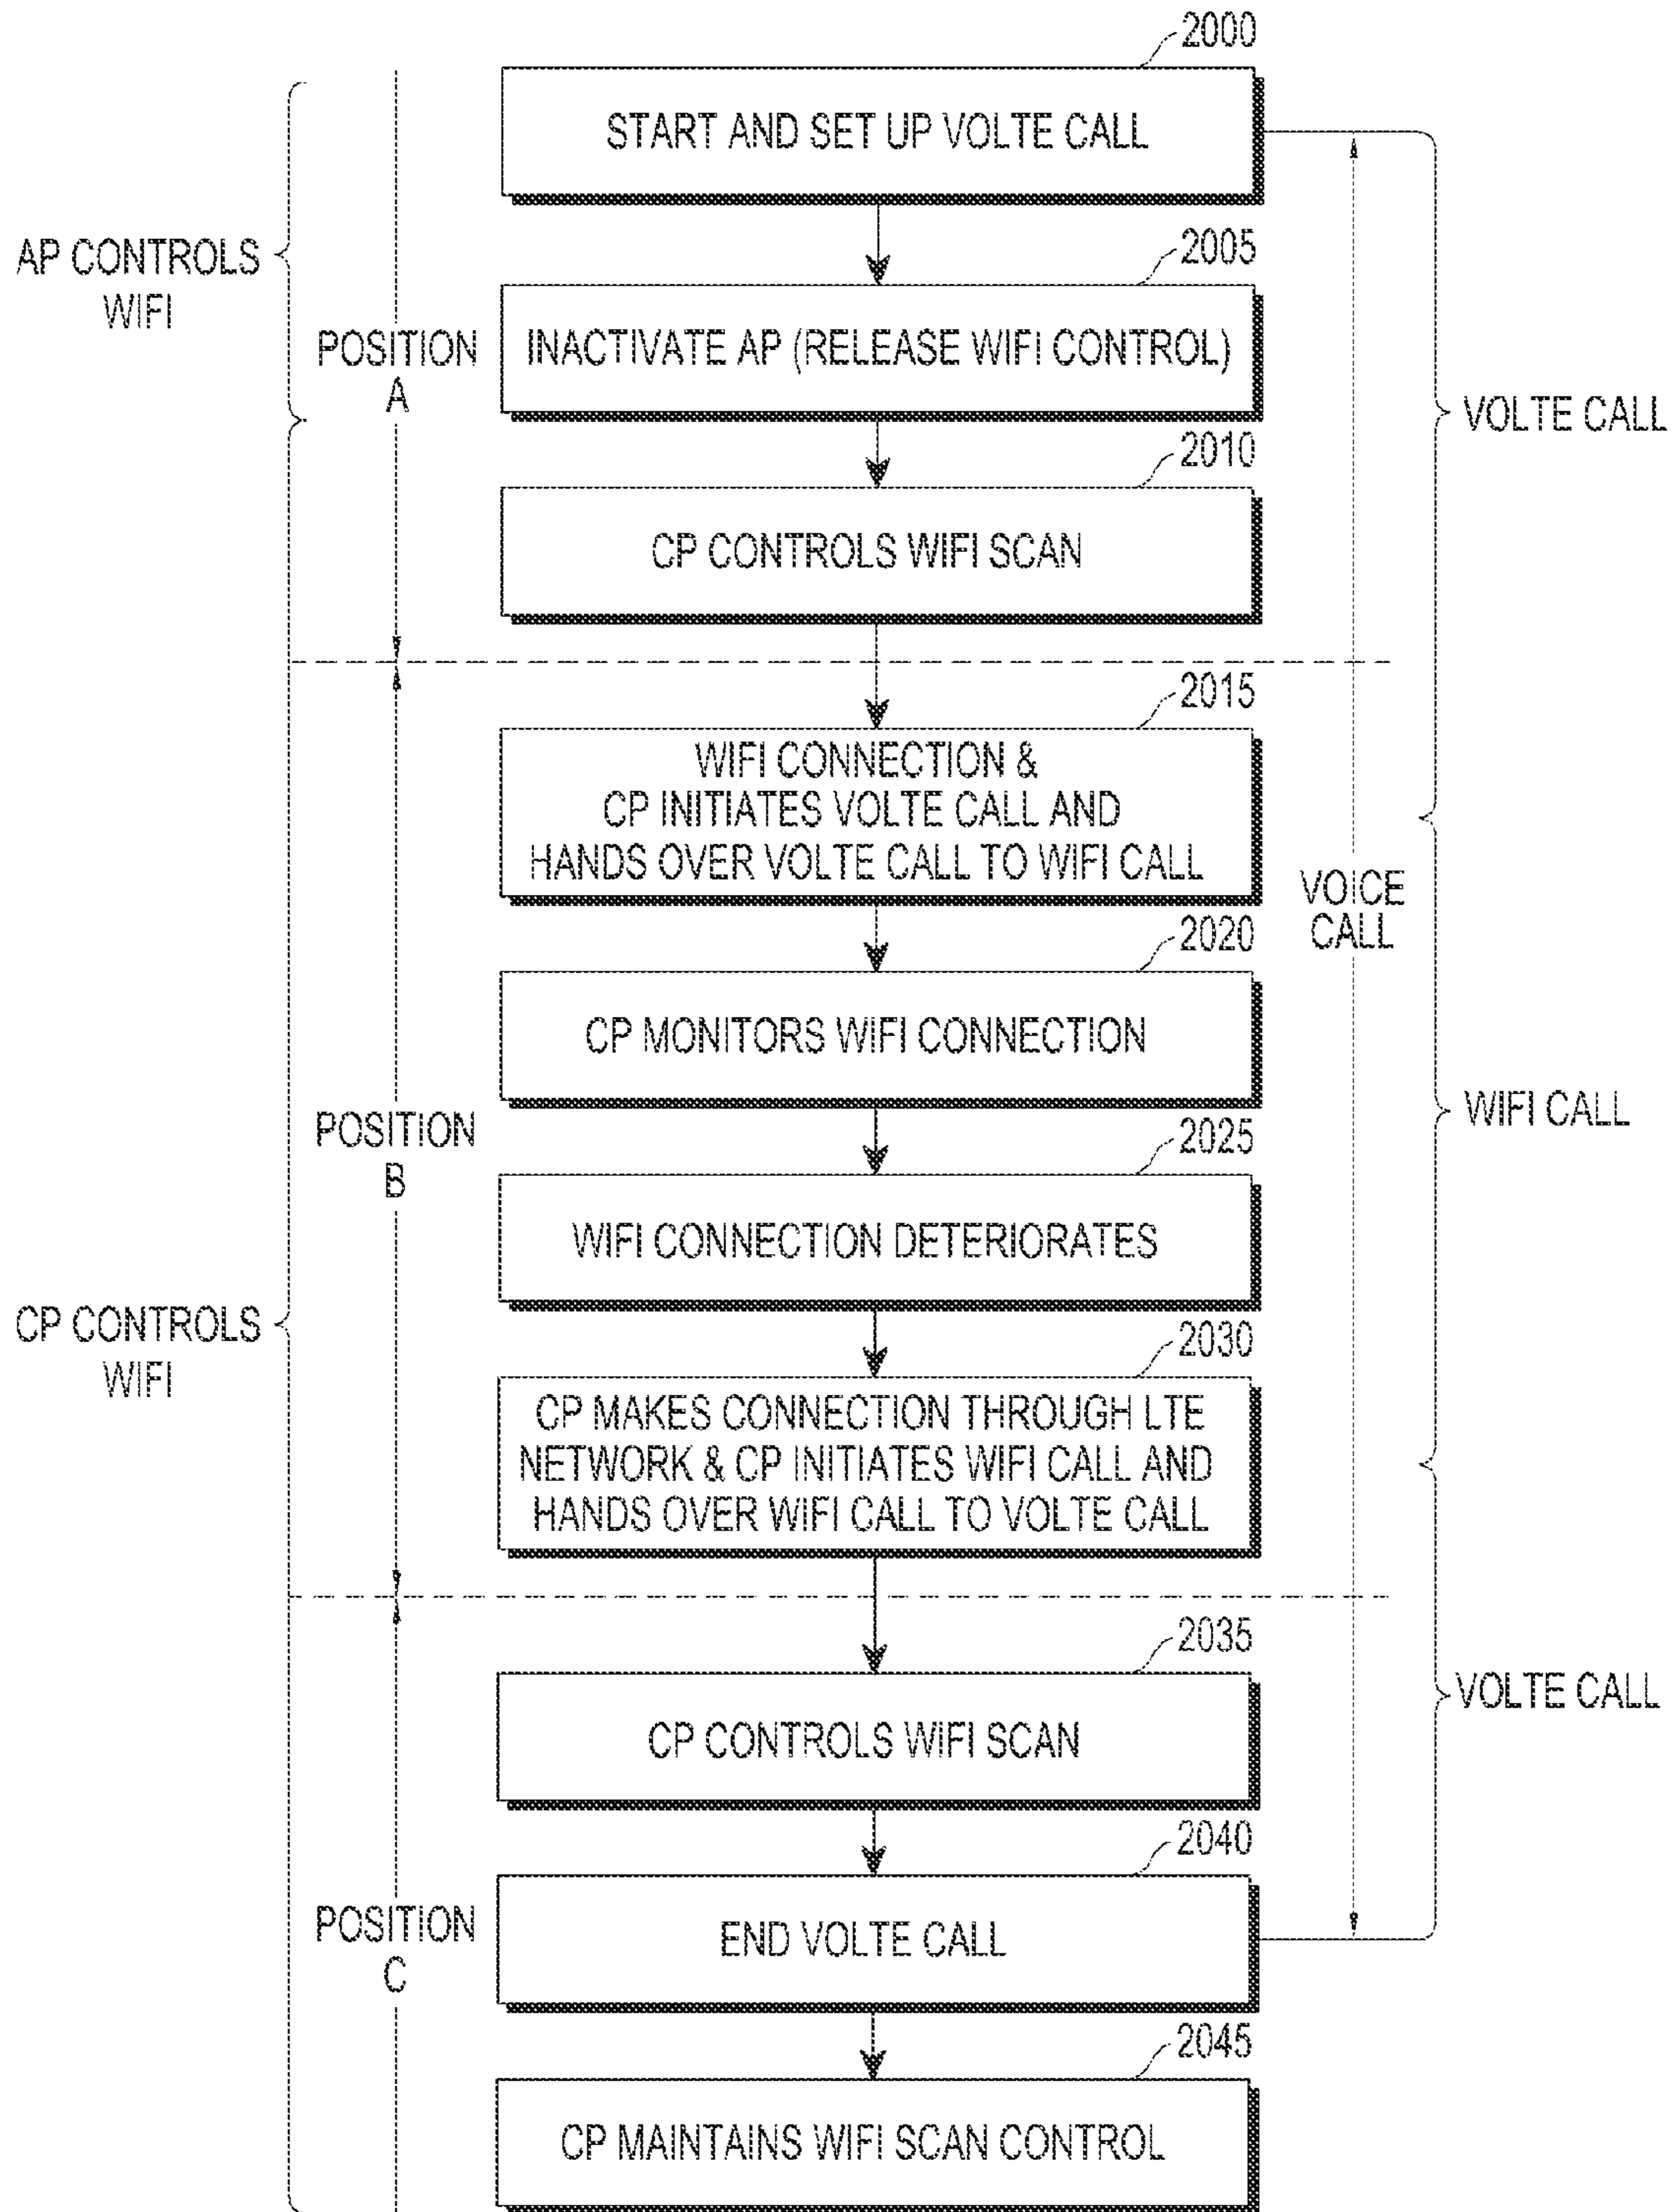 2000
START AND SET UP VOLTE CALL
AP CONTROLS
WIFI
2005
INACTIVATE AP (RELEASE WIFI CONTROL)
POSITION
A
VOLTE CALL
2010
CP CONTROLS WIFI SCAN
2015
WIFI CONNECTION &
CP INITIATES VOLTE CALL AND
HANDS OVER VOLTE CALL TO WIFI CALL
VOICE
CALL
2020
CP MONITORS WIFI CONNECTION
POSITION
B
WIFI CALL
2025
WIFI CONNECTION DETERIORATES
CP CONTROLS
WIFI
2030
CP MAKES CONNECTION THROUGH LTE
NETWORK & CP INITIATES WIFI CALL AND
HANDS OVER WIFI CALL TO VOLTE CALL
2035
CP CONTROLS WIFI SCAN
VOLTE CALL
2040
END VOLTE CALL
POSITION
C
2045
CP MAINTAINS WIFI SCAN CONTROL